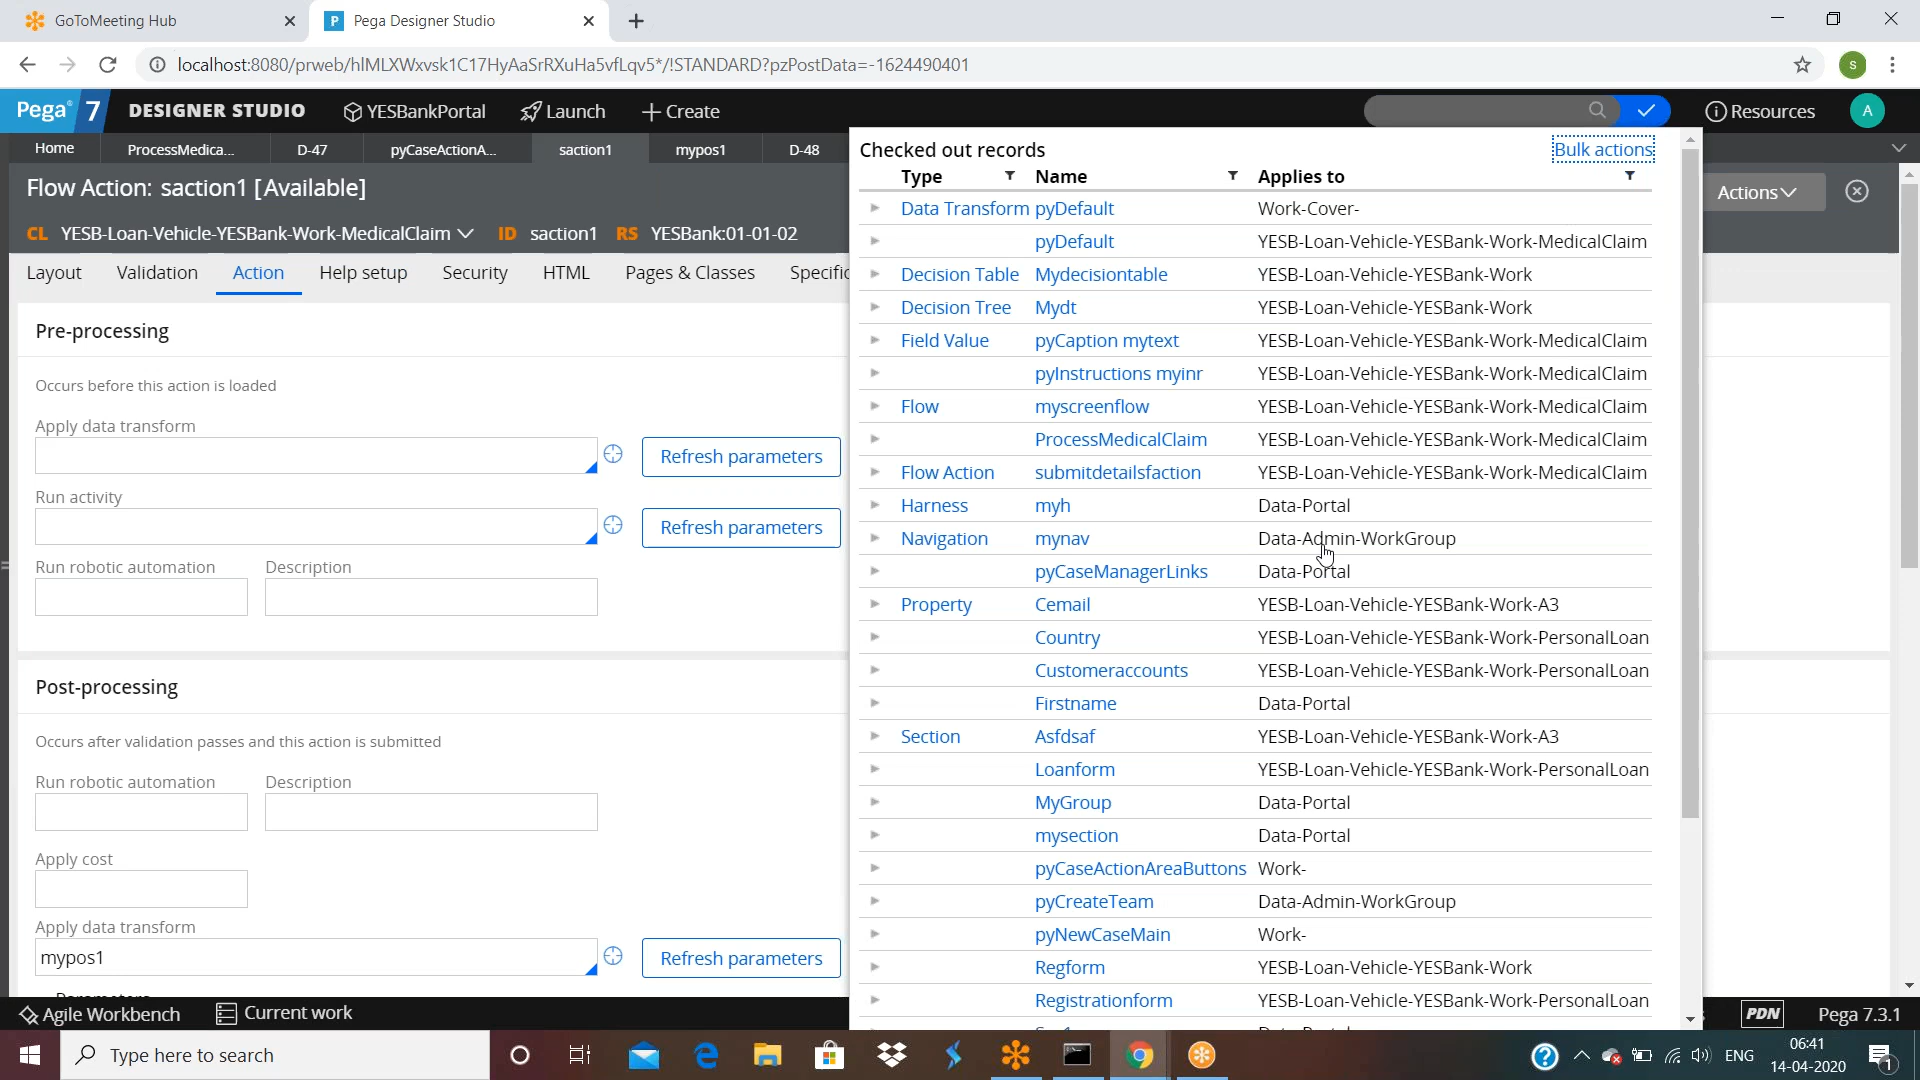 GoToMeeting Hub
P Pega Designer Studio
localhost:8080/prweb/hIMLXWxvsk1C17HyAaSrRXuHa5vfLqv5*/!STANDARD?pzPostData=-1624490401
s
Pega 7 DESIGNER STUDIO YESBankPortal Launch Create Resources A
Home ProcessMedica... D-47 pyCaseActionA... saction1 mypos1 D-48
Flow Action: saction1 [Available]
Actions
CL YESB-Loan-Vehicle-YESBank-Work-MedicalClaim ID saction1 RS YESBank:01-01-02
Layout Validation Action Help setup Security HTML Pages & Classes
Pre-processing
Occurs before this action is loaded
Apply data transform
Refresh parameters
Run activity
Refresh parameters
Run robotic automation Description
Post-processing
Occurs after validation passes and this action is submitted
Run robotic automation Description
Apply cost
Apply data transform
mypos1 Refresh parameters
Checked out records Bulk actions
Type Name Applies to
Data Transform pyDefault Work-Cover-
pyDefault YESB-Loan-Vehicle-YESBank-Work-MedicalClaim
Decision Table Mydecisiontable YESB-Loan-Vehicle-YESBank-Work
Decision Tree Mydt YESB-Loan-Vehicle-YESBank-Work
Field Value pyCaption mytext YESB-Loan-Vehicle-YESBank-Work-MedicalClaim
pyInstructions myinr YESB-Loan-Vehicle-YESBank-Work-MedicalClaim
Flow myscreenflow YESB-Loan-Vehicle-YESBank-Work-MedicalClaim
ProcessMedicalClaim YESB-Loan-Vehicle-YESBank-Work-MedicalClaim
Flow Action submitdetailsfaction YESB-Loan-Vehicle-YESBank-Work-MedicalClaim
Harness myh Data-Portal
Navigation mynav Data-Admin-WorkGroup
pyCaseManagerLinks Data-Portal
Property Cemail YESB-Loan-Vehicle-YESBank-Work-A3
Country YESB-Loan-Vehicle-YESBank-Work-PersonalLoan
Customeraccounts YESB-Loan-Vehicle-YESBank-Work-PersonalLoan
Firstname Data-Portal
Section Asfdsaf YESB-Loan-Vehicle-YESBank-Work-A3
Loanform YESB-Loan-Vehicle-YESBank-Work-PersonalLoan
MyGroup Data-Portal
mysection Data-Portal
pyCaseActionAreaButtons Work-
pyCreateTeam Data-Admin-WorkGroup
pyNewCaseMain Work-
Regform YESB-Loan-Vehicle-YESBank-Work
Registrationform YESB-Loan-Vehicle-YESBank-Work-PersonalLoan
Agile Workbench Current work PDN Pega 7.3.1
Type here to search
ENG
06:41
14-04-2020
1